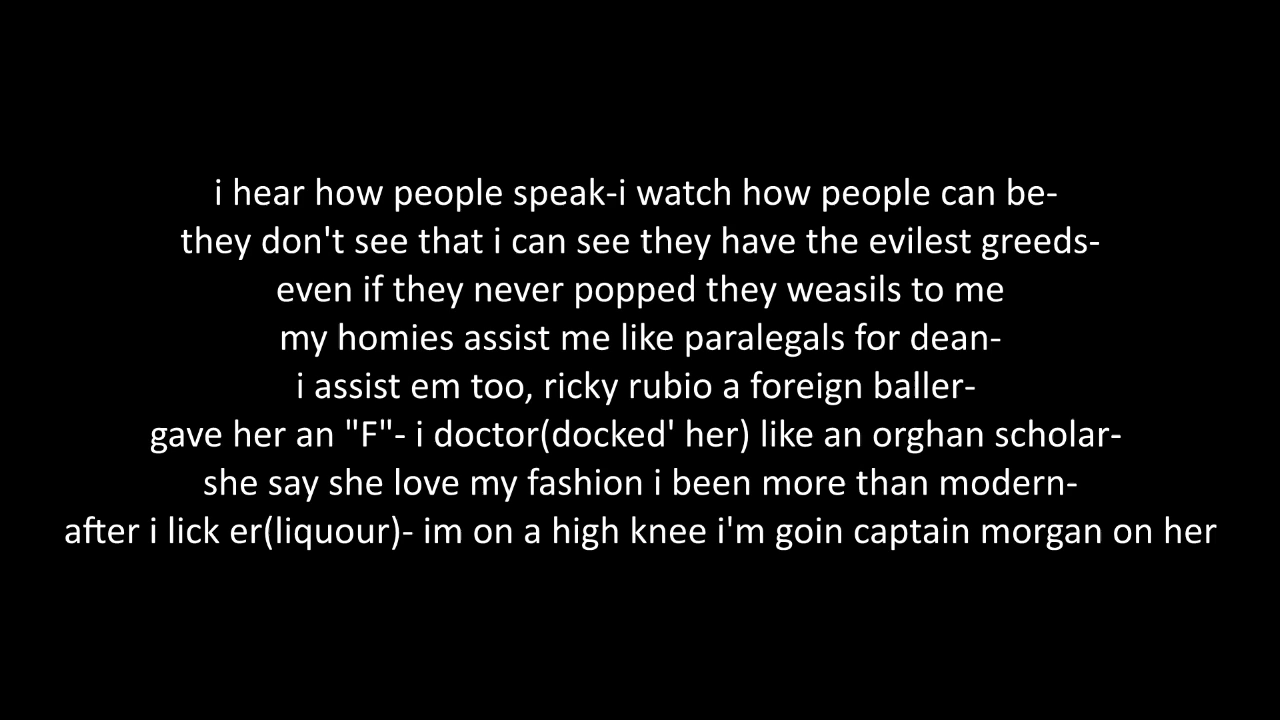 i hear how people speak-i watch how people can be-
they don't see that i can see they have the evilest greeds-
even if they never popped they weasils to me
my homies assist me like paralegals for dean-
i assist em too, ricky rubio a foreign baller-
gave her an "F"- i doctor(docked' her) like an orghan scholar-
she say she love my fashion i been more than modern-
after i lick er(liquour)- im on a high knee i'm goin captain morgan on her